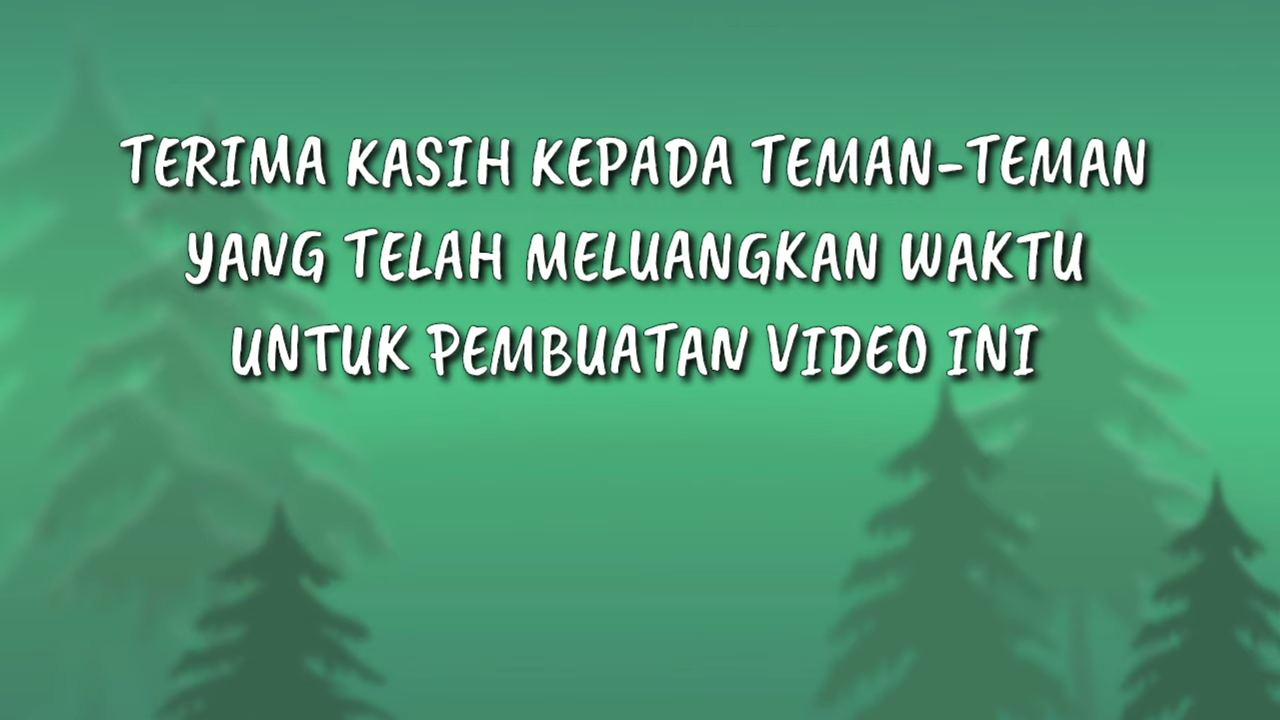 TERIMA KASIH KEPADA TEMAN-TEMAN
YANG TELAH MELUANGKAN WAKTU
UNTUK PEMBUATAN VIDEO INI